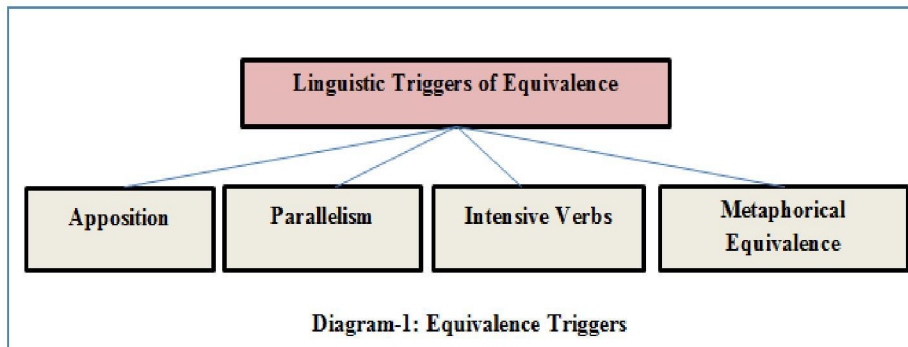 Linguistic Triggers of Equivalence
Apposition
Parallelism
Intensive Verbs
Metaphorical
Equivalence
Diagram-1: Equivalence Triggers